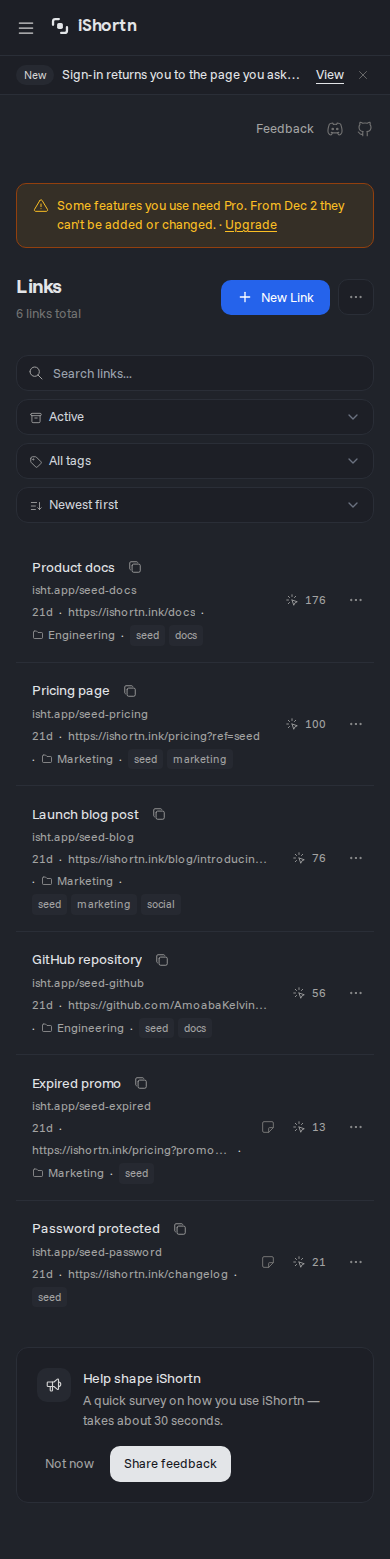 iShortn
New Sign-in returns you to the page you ask... View
Feedback
Some features you use need Pro. From Dec 2 they
can't be added or changed. · Upgrade
Links
6 links total
New Link
Search links...
Active
All tags
Newest first
Product docs
isht.app/seed-docs
21d · https://ishortn.ink/docs ·
Engineering · seed docs
176
Pricing page
isht.app/seed-pricing
21d · https://ishortn.ink/pricing?ref=seed
· Marketing · seed marketing
100
Launch blog post
isht.app/seed-blog
21d · https://ishortn.ink/blog/introducin...
· Marketing ·
seed marketing social
76
GitHub repository
isht.app/seed-github
21d · https://github.com/AmoabaKelvin...
· Engineering · seed docs
56
Expired promo
isht.app/seed-expired
21d ·
https://ishortn.ink/pricing?promo... ·
Marketing · seed
13
Password protected
isht.app/seed-password
21d · https://ishortn.ink/changelog ·
seed
21
Help shape iShortn
A quick survey on how you use iShortn —
takes about 30 seconds.
Not now Share feedback